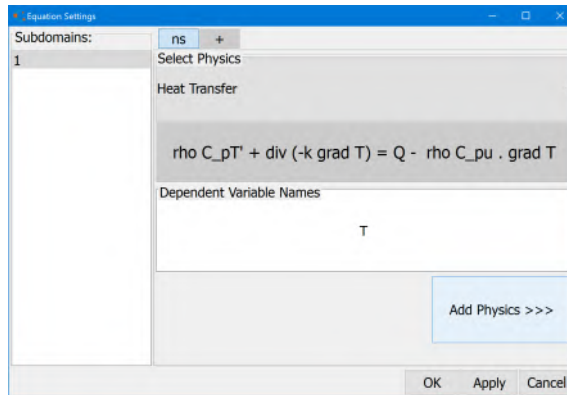 Equation Settings
Subdomains:
1
ns +
Select Physics
Heat Transfer
rho C_pT' + div (-k grad T) = Q - rho C_pu . grad T
Dependent Variable Names
T
Add Physics >>>
OK Apply Cancel